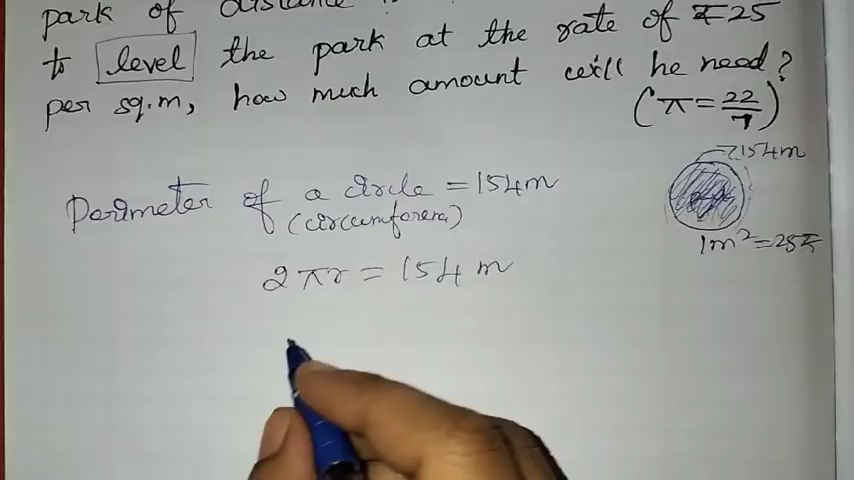 park of distance
to level the park at the rate of ₹25
per sq.m, how much amount will he need?
(π = 22/7)
154m
Perimeter of a circle = 154m
(circumference)
1m² = 25₹
2πr = 154 m